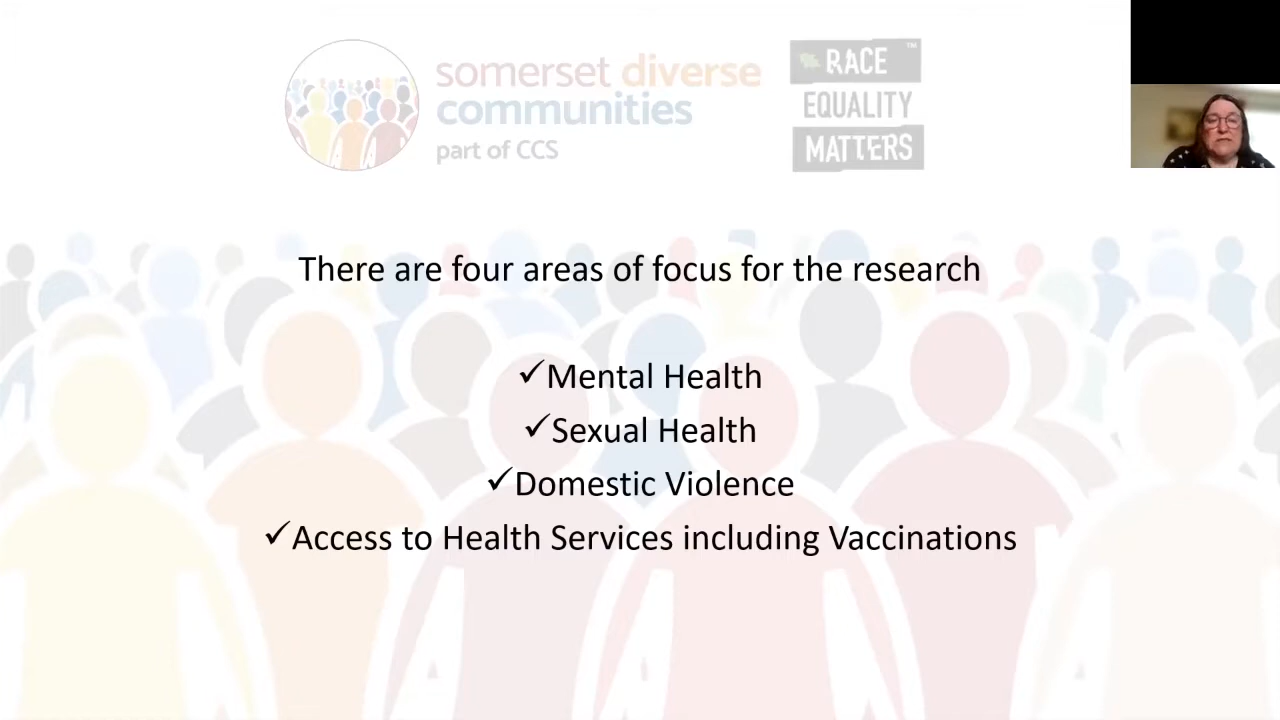 somerset diverse
communities
part of CCS
RACE™
EQUALITY
MATTERS
There are four areas of focus for the research
✓Mental Health
✓Sexual Health
✓Domestic Violence
✓Access to Health Services including Vaccinations